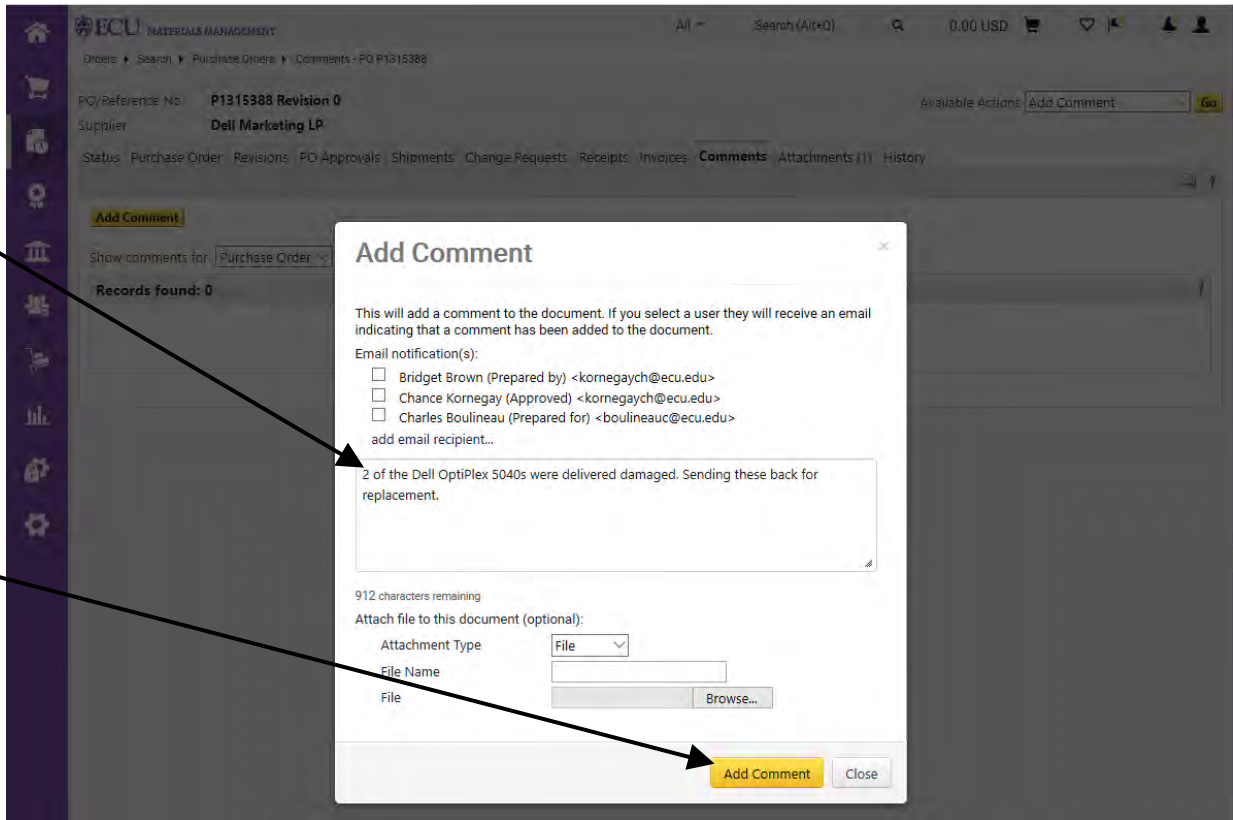 ECU MATERIALS MANAGEMENT All Search (Alt+Q) 0.00 USD
Orders Search Purchase Orders Comments - PO P1315388
PO/Reference No. P1315388 Revision 0 Available Actions Add Comment Go
Supplier Dell Marketing LP
Status Purchase Order Revisions PO Approvals Shipments Change Requests Receipts Invoices Comments Attachments (1) History
?
Add Comment
Show comments for Purchase Order
Records found: 0 ?
Add Comment ×
This will add a comment to the document. If you select a user they will receive an email
indicating that a comment has been added to the document.
Email notification(s):
Bridget Brown (Prepared by) <kornegaych@ecu.edu>
Chance Kornegay (Approved) <kornegaych@ecu.edu>
Charles Boulineau (Prepared for) <boulineauc@ecu.edu>
add email recipient...
2 of the Dell OptiPlex 5040s were delivered damaged. Sending these back for
replacement.
912 characters remaining
Attach file to this document (optional):
Attachment Type File
File Name
File Browse...
Add Comment Close